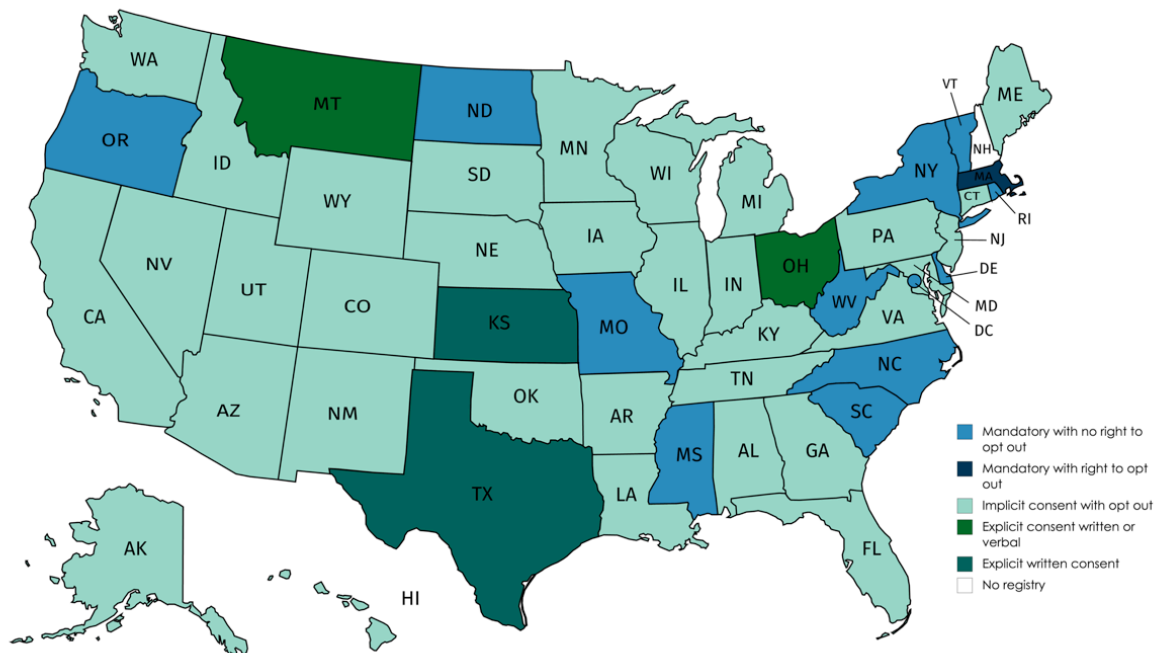 WA
MT
ND
VT
ME
OR
MN
NH
ID
SD
WI
NY
MA
WY
MI
CT
RI
IA
PA
NJ
NE
NV
OH
DE
IL
IN
UT
CO
WV
MD
CA
KS
MO
VA
DC
KY
NC
TN
OK
AZ
NM
AR
SC
MS
AL
GA
TX
LA
FL
AK
HI
Mandatory with no right to
opt out
Mandatory with right to opt
out
Implicit consent with opt out
Explicit consent written or
verbal
Explicit written consent
No registry